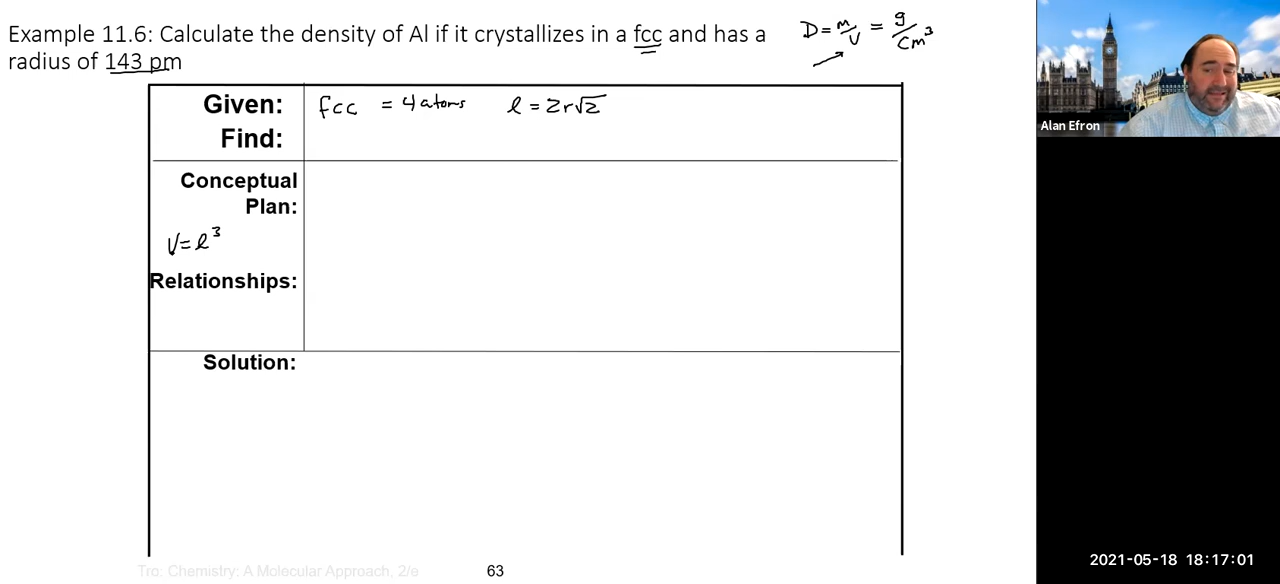 Example 11.6: Calculate the density of Al if it crystallizes in a fcc and has a
radius of 143 pm
D = m/V = g/cm³
Given: fcc = 4 atoms l = 2r√2
Find:
Conceptual
Plan:
V = l³
Relationships:
Solution:
Tro: Chemistry: A Molecular Approach, 2/e
63
Alan Efron
2021-05-18 18:17:01